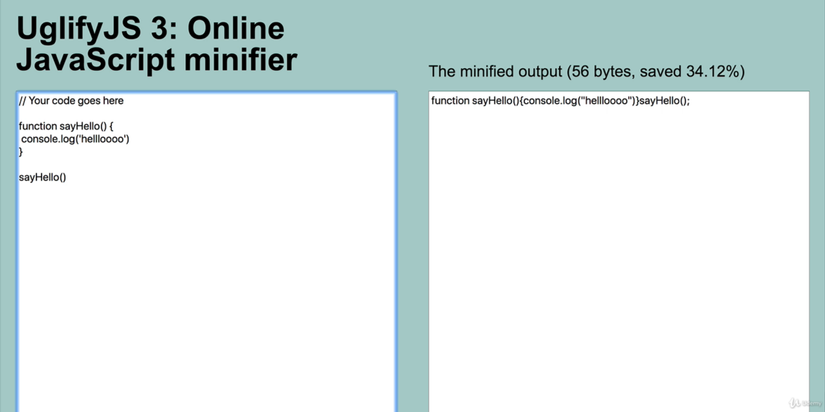 UglifyJS 3: Online
JavaScript minifier
The minified output (56 bytes, saved 34.12%)
// Your code goes here
function sayHello() {
console.log('hellloooo')
}
sayHello()
function sayHello(){console.log("hellloooo")}sayHello();